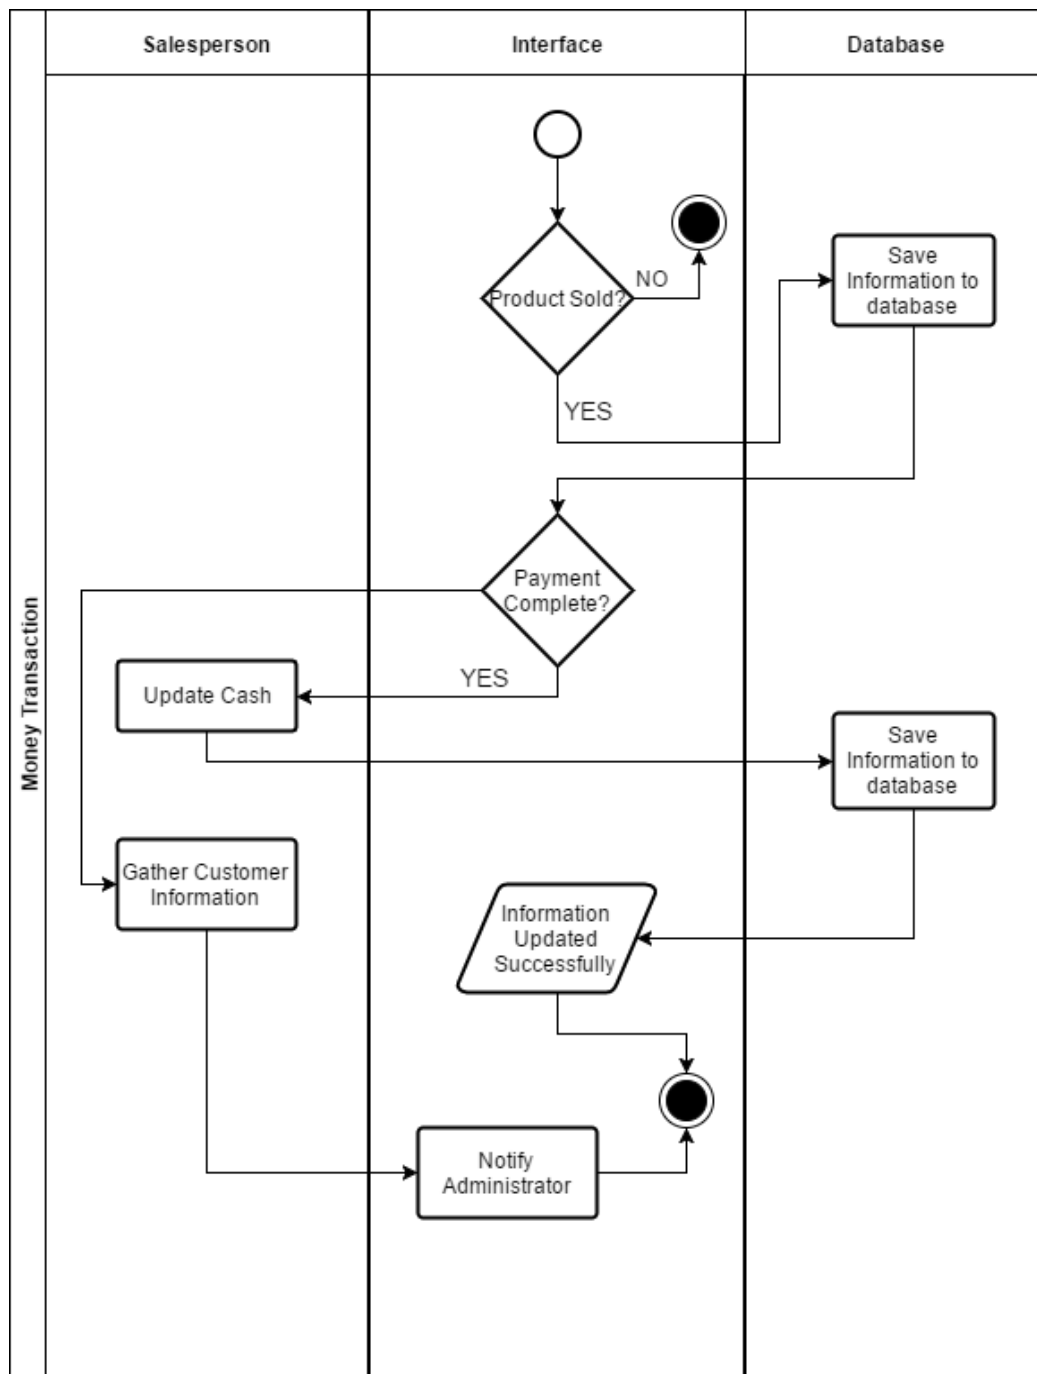 Salesperson
Interface
Database
Money Transaction
Product Sold?
NO
YES
Save
Information to
database
Payment
Complete?
YES
Update Cash
Save
Information to
database
Gather Customer
Information
Information
Updated
Successfully
Notify
Administrator